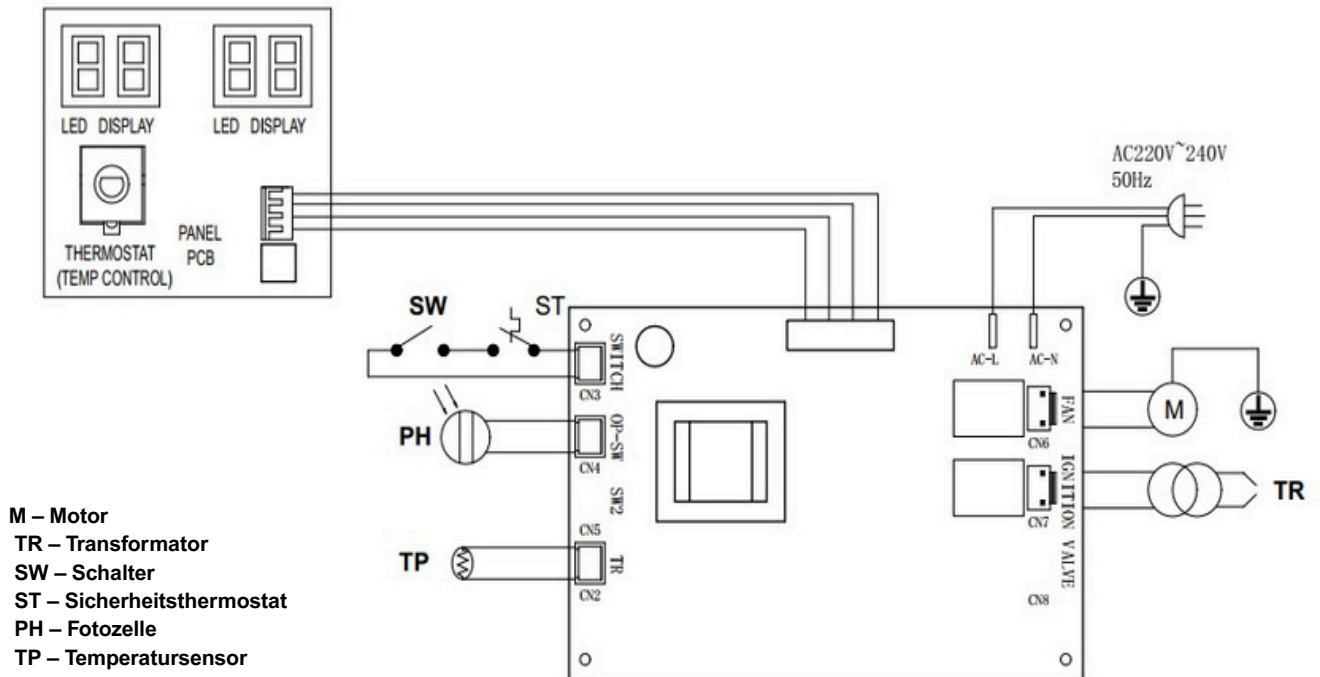 LED DISPLAY
LED DISPLAY
THERMOSTAT
(TEMP CONTROL)
PANEL
PCB
AC220V~240V
50Hz
SW
ST
SWITCH
CN3
AC-L
AC-N
PH
OP-SW
CN4
FAN
CN6
M
SW2
CN5
IGNITION
CN7
TR
TP
TR
CN2
VALVE
CN8
M – Motor
TR – Transformator
SW – Schalter
ST – Sicherheitsthermostat
PH – Fotozelle
TP – Temperatursensor